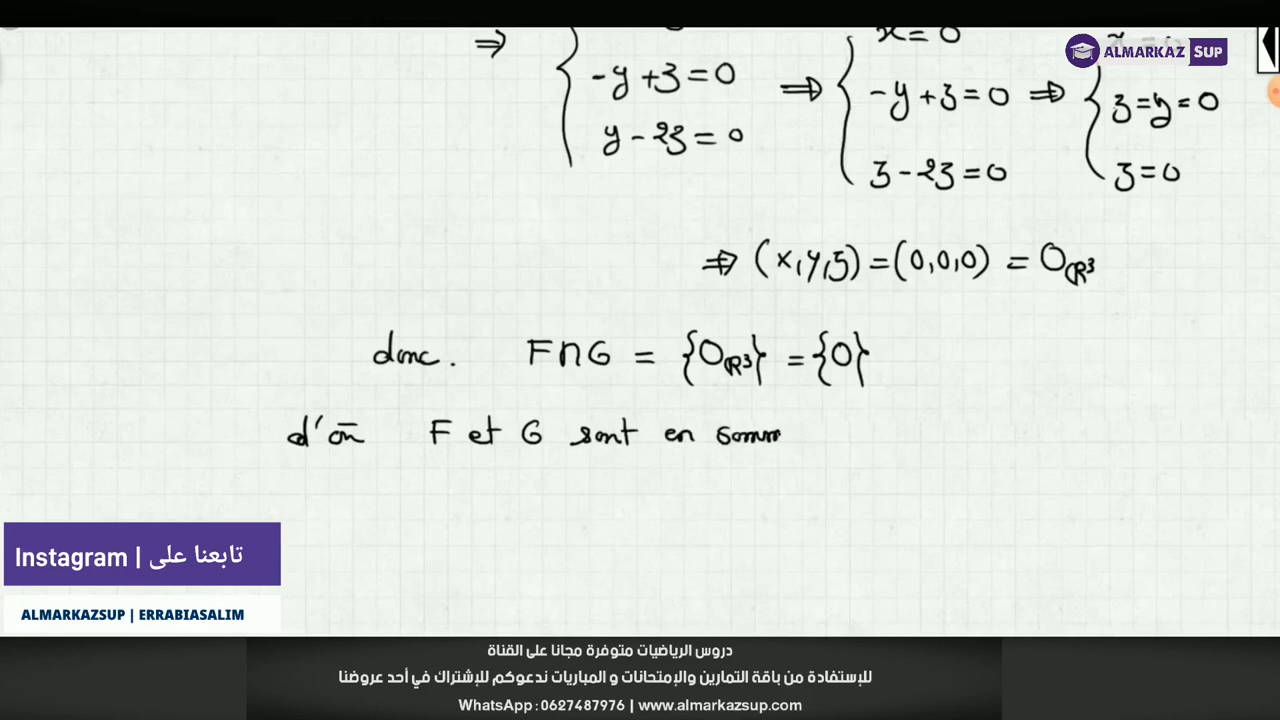 ALMARKAZ SUP
⇒ { -y + z = 0
y - 2z = 0
⇒ { x = 0
-y + z = 0
z - 2z = 0
⇒ { z = y = 0
z = 0
⇒ (x, y, z) = (0, 0, 0) = 0ℝ³
donc. F∩G = {0ℝ³} = {0}
d'où F et G sont en somm
Instagram | تابعنا على
ALMARKAZSUP | ERRABIASALIM
دروس الرياضيات متوفرة مجانا على القناة
للإستفادة من باقة التمارين والإمتحانات و المباريات ندعوكم للإشتراك في أحد عروضنا
WhatsApp : 0627487976 | www.almarkazsup.com